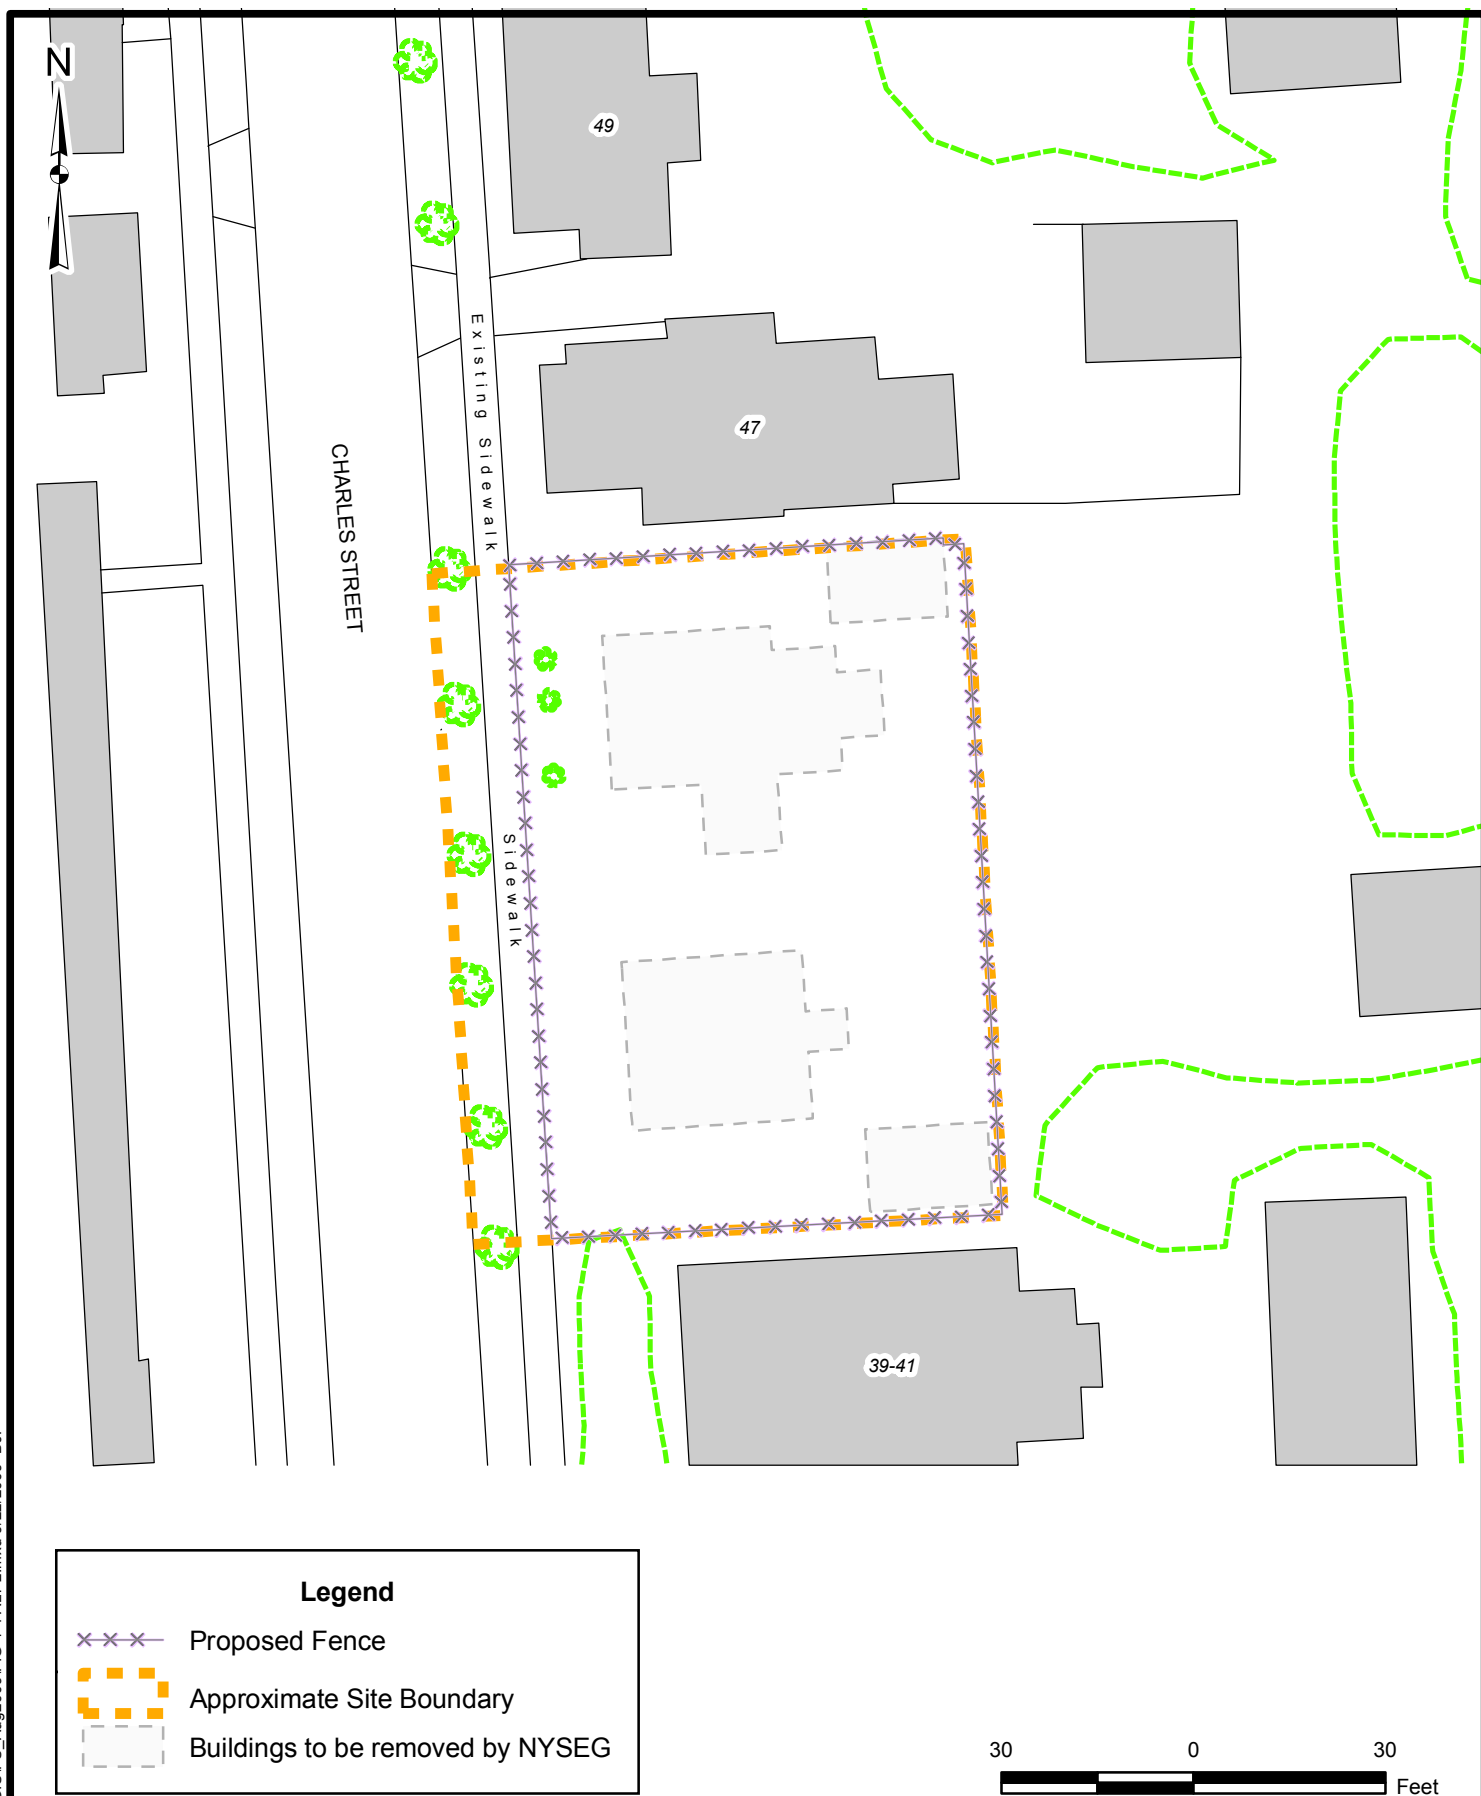 N
49
Existing Sidewalk
47
CHARLES STREET
Sidewalk
39-41
Legend
Proposed Fence
Approximate Site Boundary
Buildings to be removed by NYSEG
30 0 30
Feet